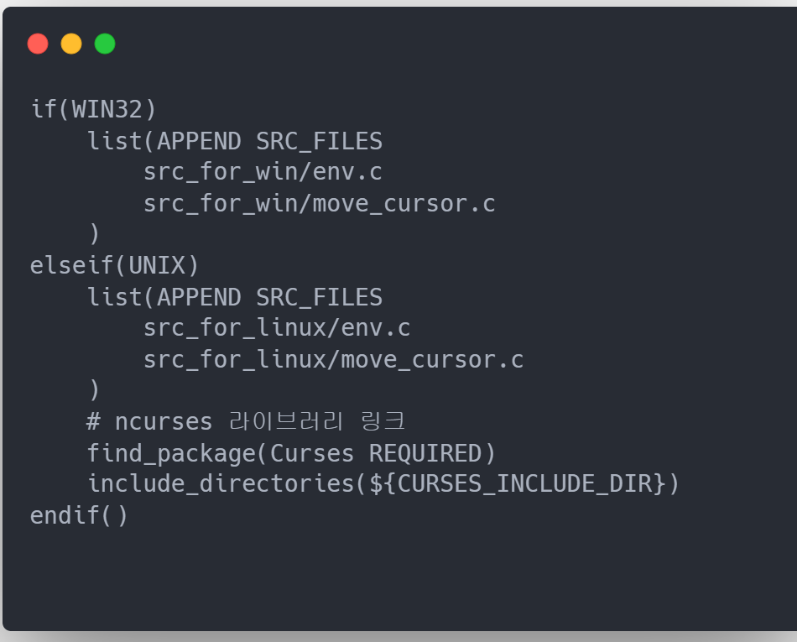 if(WIN32)
    list(APPEND SRC_FILES
        src_for_win/env.c
        src_for_win/move_cursor.c
    )
elseif(UNIX)
    list(APPEND SRC_FILES
        src_for_linux/env.c
        src_for_linux/move_cursor.c
    )
    # ncurses 라이브러리 링크
    find_package(Curses REQUIRED)
    include_directories(${CURSES_INCLUDE_DIR})
endif()